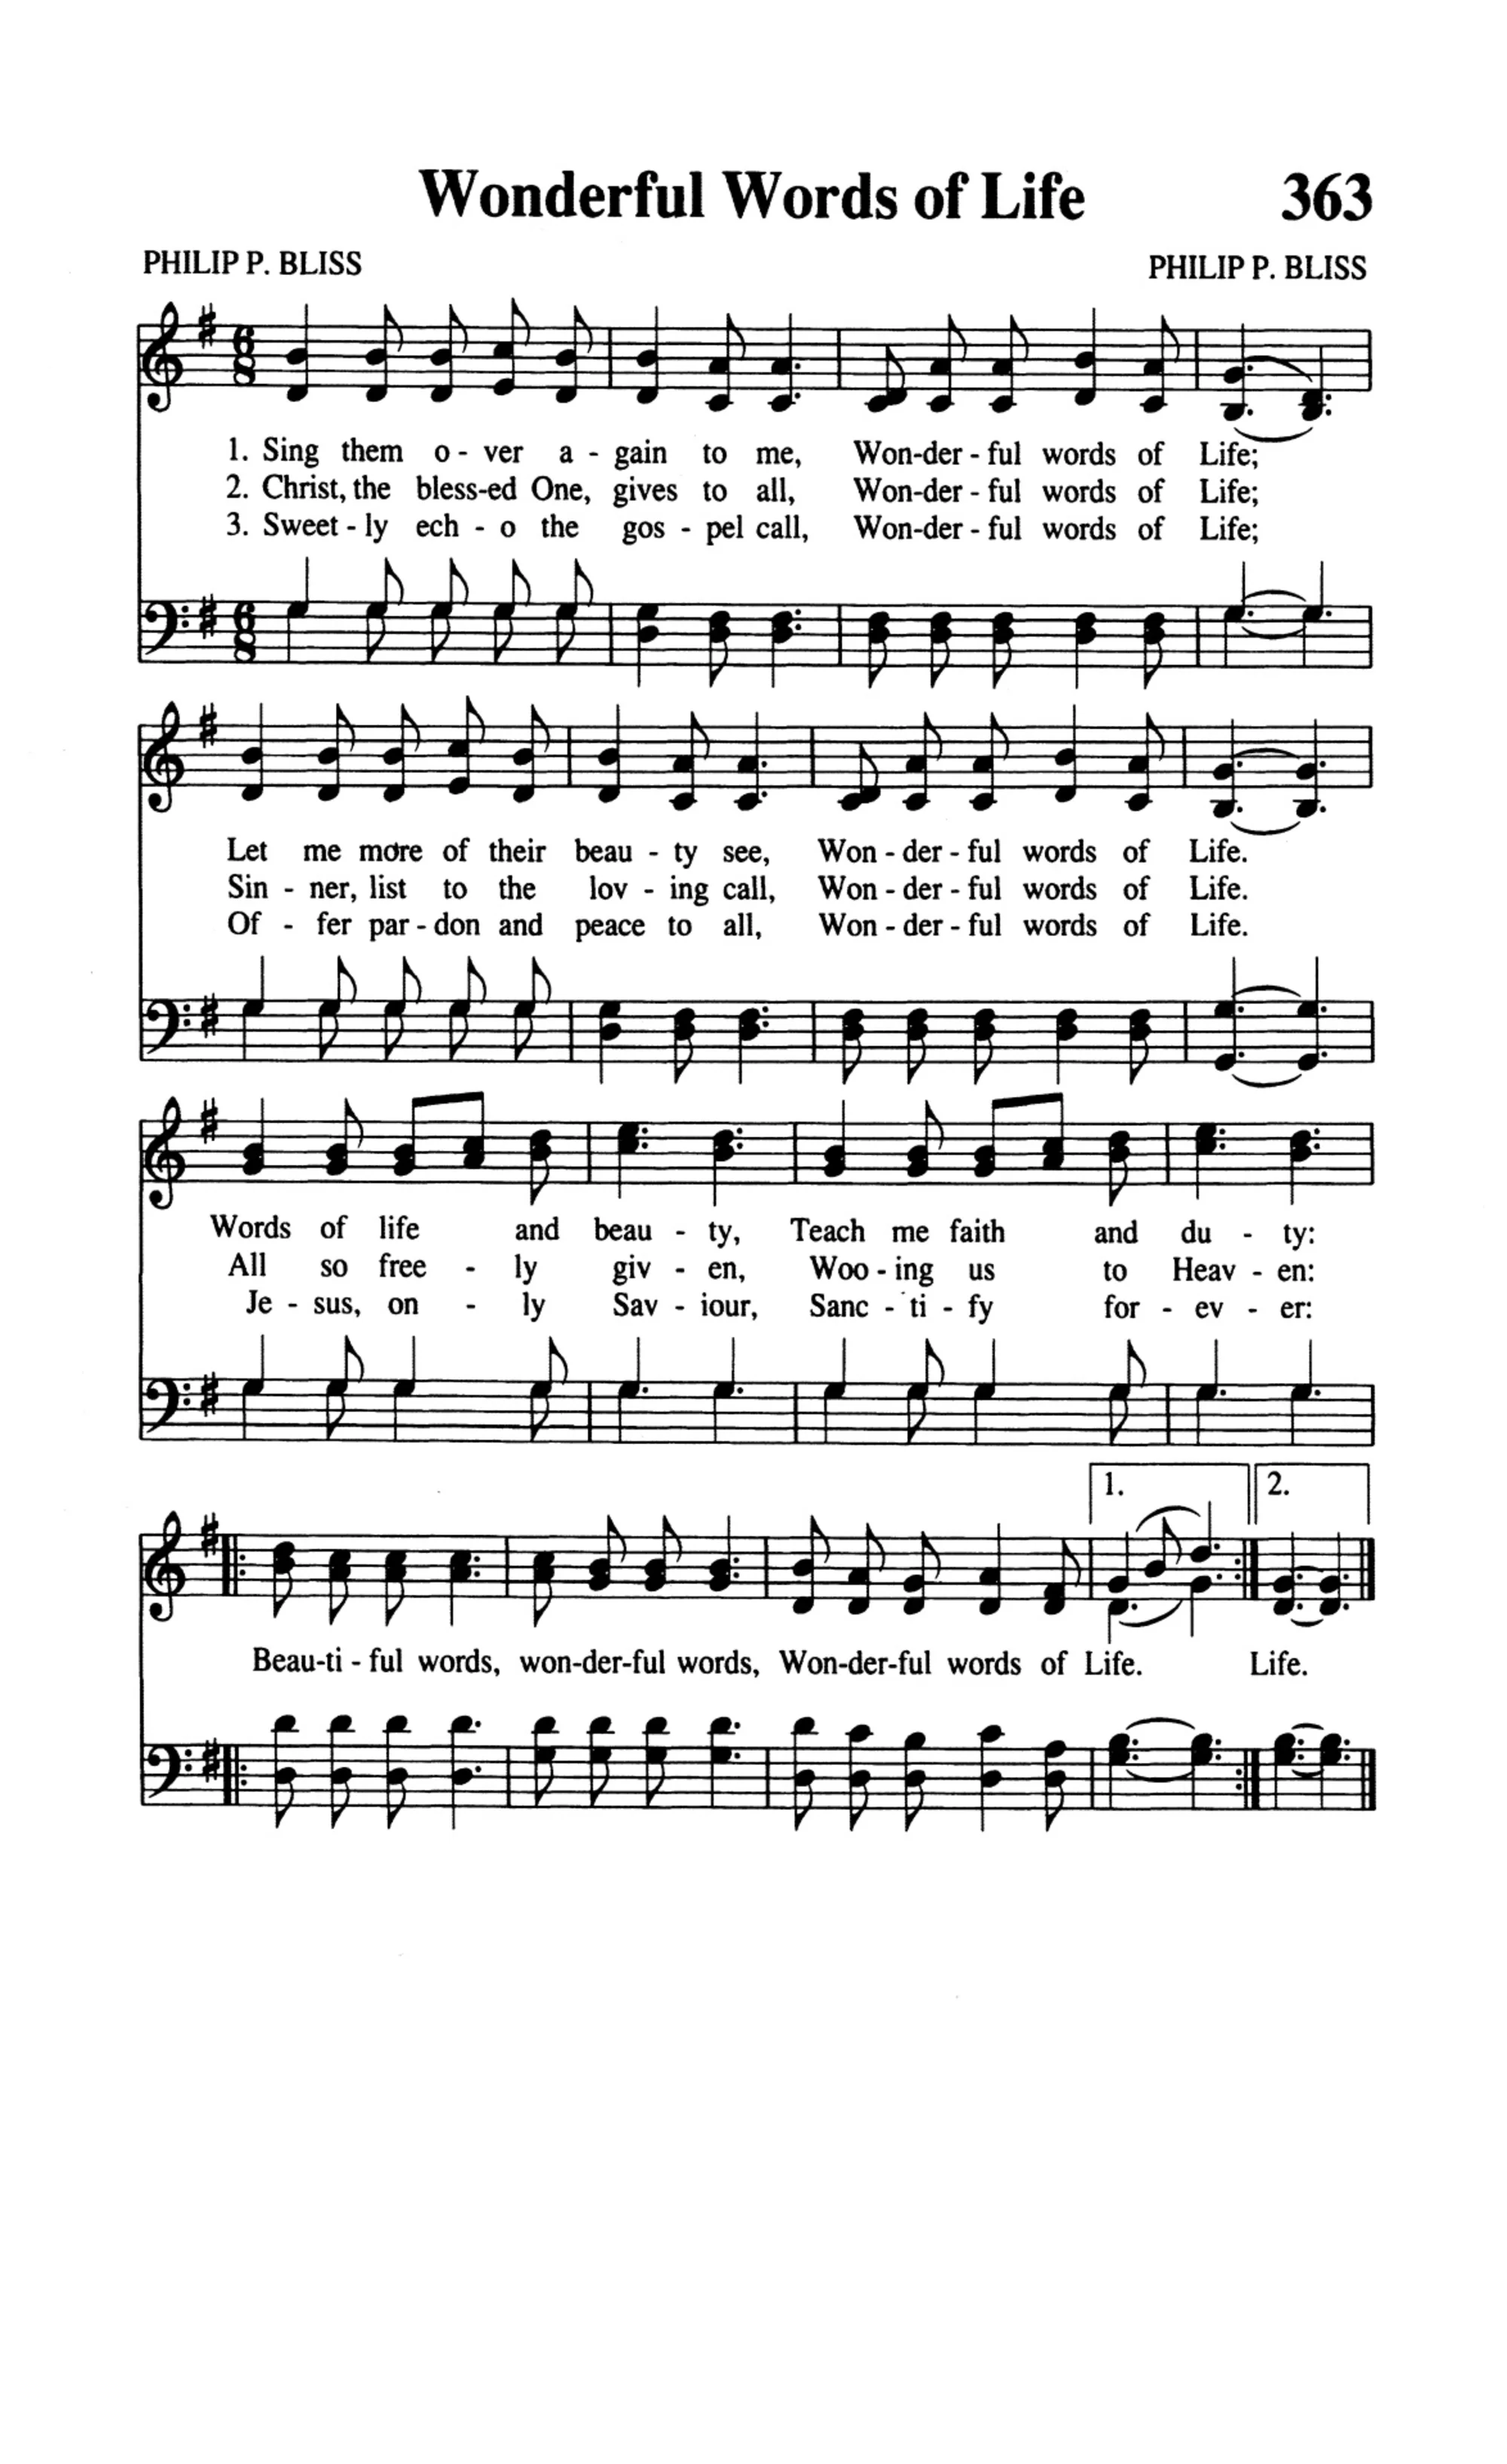 Wonderful Words of Life 363
PHILIP P. BLISS PHILIP P. BLISS
6 8
1. Sing them o - ver a - gain to me, Won-der - ful words of Life;
2. Christ, the bless-ed One, gives to all, Won-der - ful words of Life;
3. Sweet - ly ech - o the gos - pel call, Won-der - ful words of Life;
6 8
Let me more of their beau - ty see, Won - der - ful words of Life.
Sin - ner, list to the lov - ing call, Won - der - ful words of Life.
Of - fer par - don and peace to all, Won - der - ful words of Life.
Words of life and beau - ty, Teach me faith and du - ty:
All so free - ly giv - en, Woo - ing us to Heav - en:
Je - sus, on - ly Sav - iour, Sanc - ti - fy for - ev - er:
1. 2.
Beau-ti - ful words, won-der-ful words, Won-der-ful words of Life. Life.